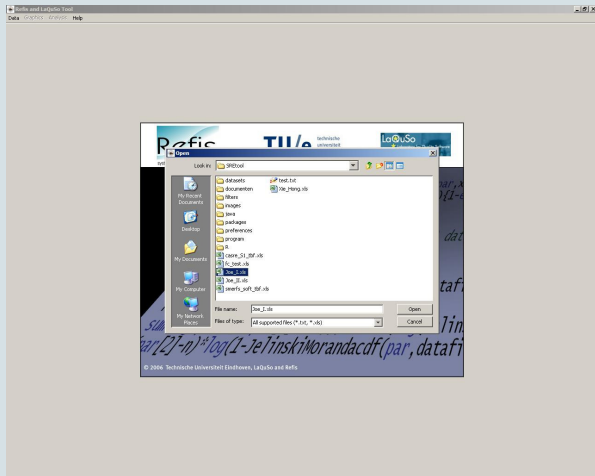 Refis and LaQuSo Tool
Data Graphics Analysis Help
Refis
TU/e technische
universiteit
LaQuSo
Open
Look in: SREtool
My Recent
Documents
Desktop
My Documents
My Computer
My Network
Places
datasets
documenten
filters
images
java
packages
preferences
program
R
casre_S1_tbf.xls
fc_test.xls
Joe_I.xls
Joe_II.xls
smerfs_soft_tbf.xls
test.txt
Xie_Hong.xls
File name: Joe_I.xls Open
Files of type: All supported files (*.txt, *.xls) Cancel
par[2]-n)*log(1-JelinskiMorandacdf(par,datafi
© 2006 Technische Universiteit Eindhoven, LaQuSo and Refis